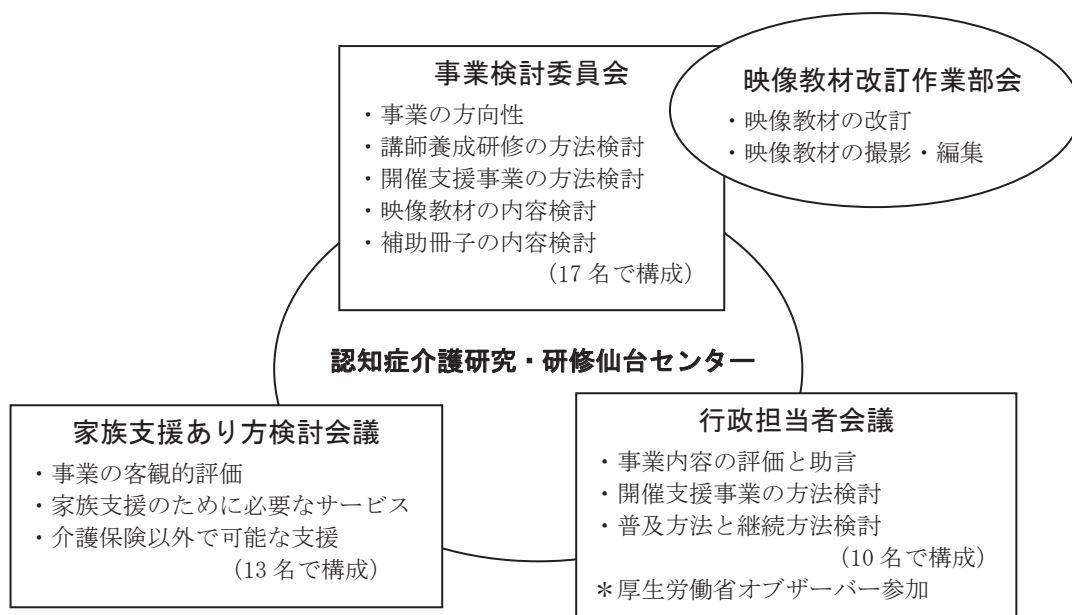 事業検討委員会
・事業の方向性
・講師養成研修の方法検討
・開催支援事業の方法検討
・映像教材の内容検討
・補助冊子の内容検討
（17 名で構成）
映像教材改訂作業部会
・映像教材の改訂
・映像教材の撮影・編集
認知症介護研究・研修仙台センター
家族支援あり方検討会議
・事業の客観的評価
・家族支援のために必要なサービス
・介護保険以外で可能な支援
（13 名で構成）
行政担当者会議
・事業内容の評価と助言
・開催支援事業の方法検討
・普及方法と継続方法検討
（10 名で構成）
＊厚生労働省オブザーバー参加